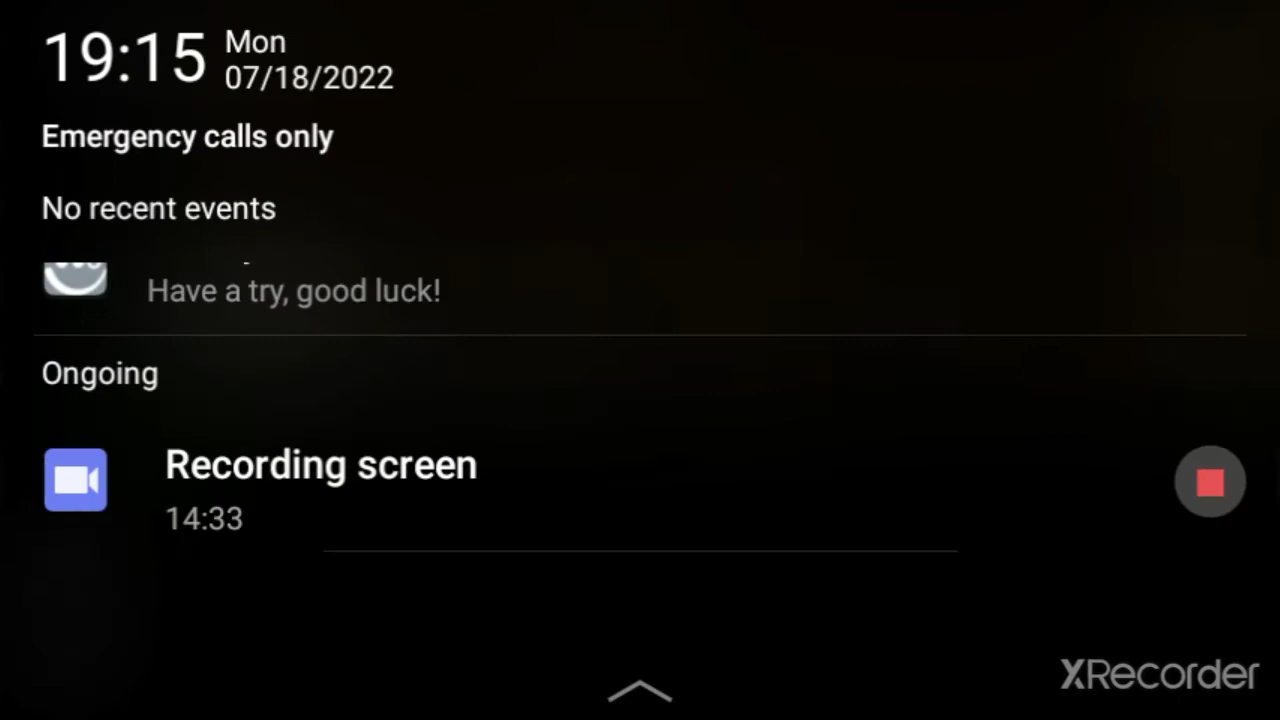 19:15 Mon
07/18/2022
Emergency calls only
No recent events
Have a try, good luck!
Ongoing
Recording screen
14:33
XRecorder